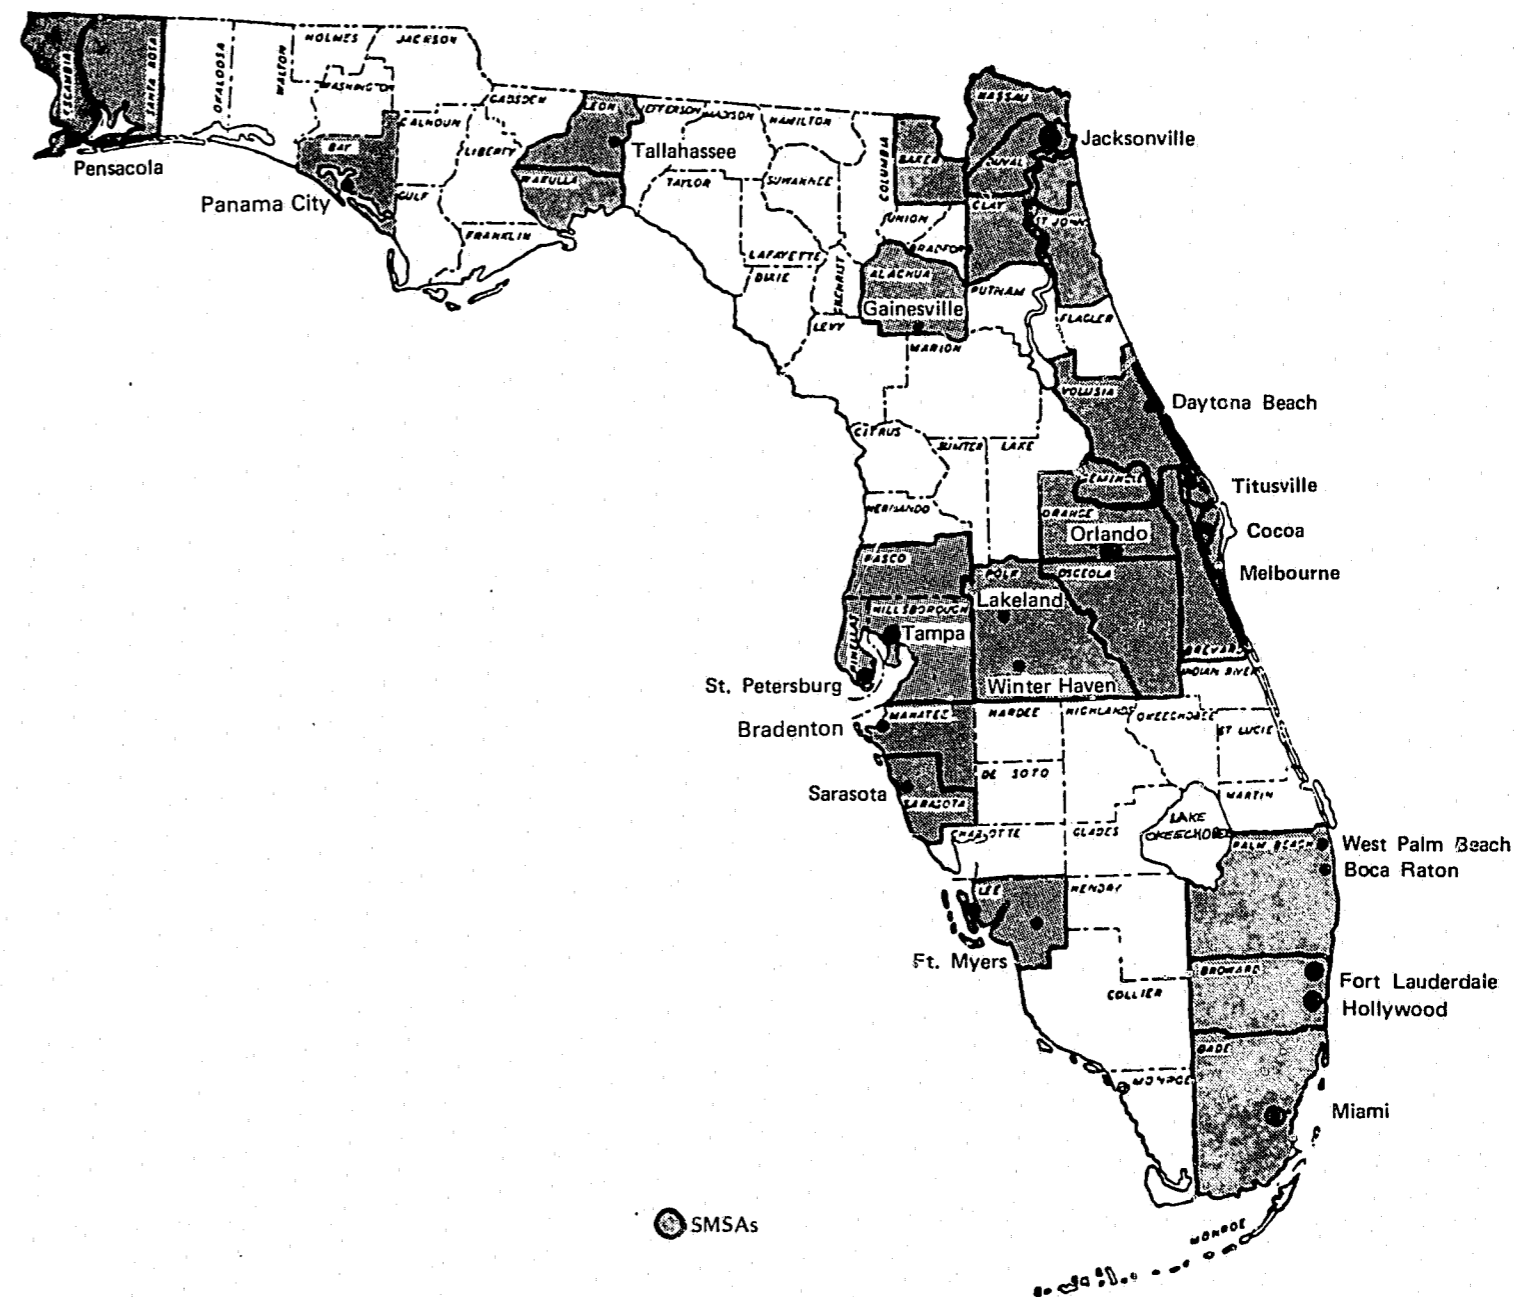 HOLMES
JACKSON
ESCAMBIA
SANTA ROSA
OKALOOSA
WALTON
WASHINGTON
GADSDEN
LEON
JEFFERSON
MADISON
HAMILTON
NASSAU
BAY
CALHOUN
LIBERTY
Tallahassee
COLUMBIA
BAKER
DUVAL
Jacksonville
Pensacola
WAKULLA
TAYLOR
SUWANNEE
Panama City
GULF
FRANKLIN
UNION
BRADFORD
CLAY
ST JOHN
LAFAYETTE
DIXIE
GILCHRIST
ALACHUA
Gainesville
PUTNAM
FLAGLER
LEVY
MARION
VOLUSIA
Daytona Beach
CITRUS
SUMTER
LAKE
SEMINOLE
Titusville
HERNANDO
ORANGE
Orlando
Cocoa
PASCO
POLK
OSCEOLA
Melbourne
Lakeland
HILLSBOROUGH
PINELLAS
Tampa
BREVARD
INDIAN RIVER
St. Petersburg
Winter Haven
MANATEE
HARDEE
HIGHLANDS
OKEECHOBEE
Bradenton
ST LUCIE
DE SOTO
Sarasota
SARASOTA
MARTIN
CHARLOTTE
GLADES
LAKE
OKEECHOBEE
PALM BEACH
West Palm Beach
Boca Raton
LEE
HENDRY
Ft. Myers
BROWARD
Fort Lauderdale
Hollywood
COLLIER
DADE
MONROE
Miami
SMSAs
MONROE